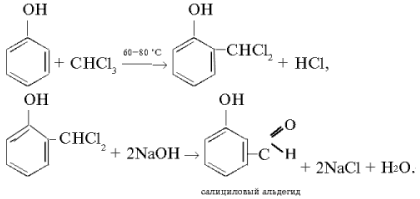 OH OH
+ CHCl3 60–80 °C → CHCl2 + HCl,
OH OH
CHCl2 + 2NaOH → C O H + 2NaCl + H2O.
салициловый альдегид